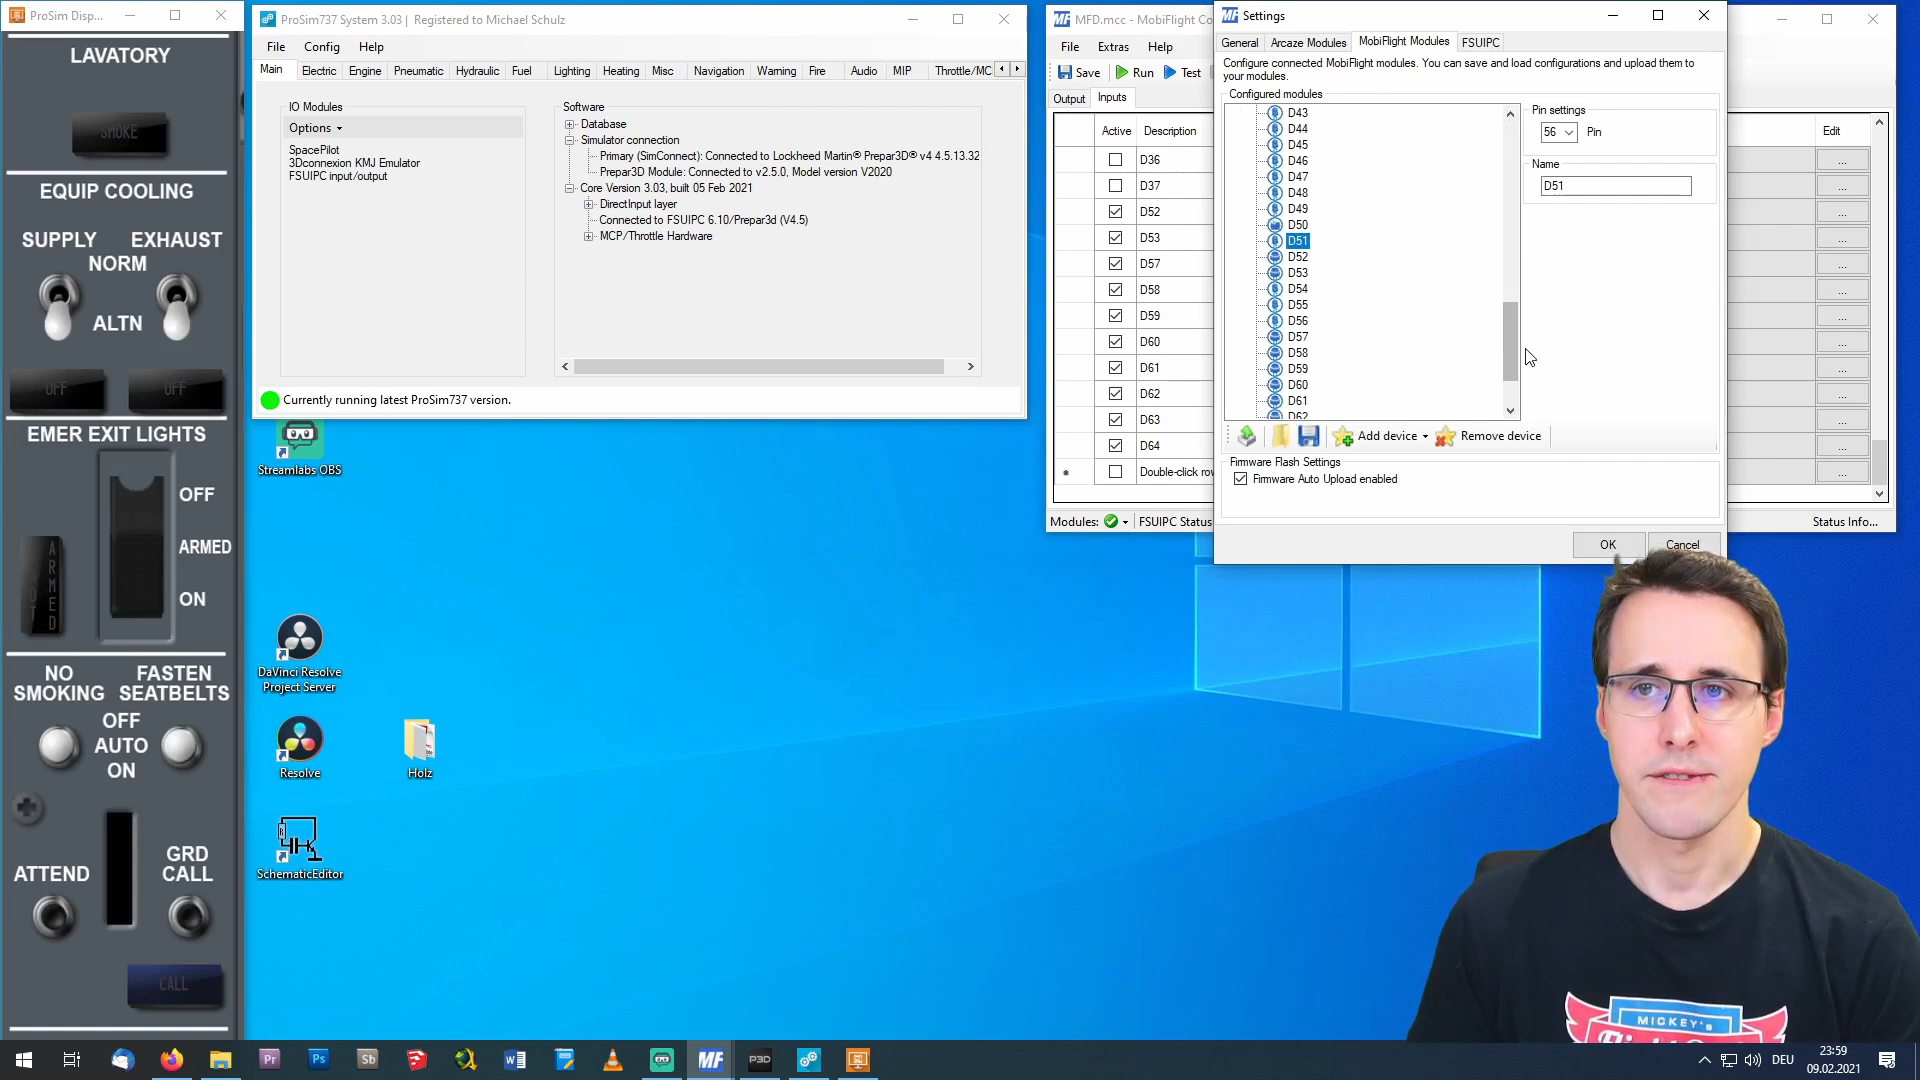 ProSim Disp...
LAVATORY
SMOKE
EQUIP COOLING
SUPPLY EXHAUST
NORM
ALTN
OFF OFF
EMER EXIT LIGHTS
OFF
ARMED
ON
NOT ARMED
NO SMOKING
FASTEN SEATBELTS
OFF
AUTO
ON
ATTEND
GRD CALL
CALL
ProSim737 System 3.03 | Registered to Michael Schulz
File Config Help
Main Electric Engine Pneumatic Hydraulic Fuel Lighting Heating Misc Navigation Warning Fire Audio MIP Throttle/MC
IO Modules
Options
SpacePilot
3Dconnexion KMJ Emulator
FSUIPC input/output
Software
Database
Simulator connection
Primary (SimConnect): Connected to Lockheed Martin® Prepar3D® v4 4.5.13.32
Prepar3D Module: Connected to v2.5.0, Model version V2020
Core Version 3.03, built 05 Feb 2021
DirectInput layer
Connected to FSUIPC 6.10/Prepar3d (V4.5)
MCP/Throttle Hardware
Currently running latest ProSim737 version.
Streamlabs OBS
DaVinci Resolve
Project Server
Resolve
Holz
SchematicEditor
MFD.mcc - MobiFlight Co
File Extras Help
Save Run Test
Output Inputs
Active Description Edit
D36 ...
D37 ...
D52 ...
D53 ...
D57 ...
D58 ...
D59 ...
D60 ...
D61 ...
D62 ...
D63 ...
D64 ...
* Double-click ro ...
Modules: FSUIPC Status Status Info...
Settings
General Arcaze Modules MobiFlight Modules FSUIPC
Configure connected MobiFlight modules. You can save and load configurations and upload them to
your modules.
Configured modules
D43
D44
D45
D46
D47
D48
D49
D50
D51
D52
D53
D54
D55
D56
D57
D58
D59
D60
D61
D62
Pin settings
56 Pin
Name
D51
Add device Remove device
Firmware Flash Settings
Firmware Auto Upload enabled
OK Cancel
MICKEY's
Pr Ps Sb MF P3D
DEU
23:59
09.02.2021